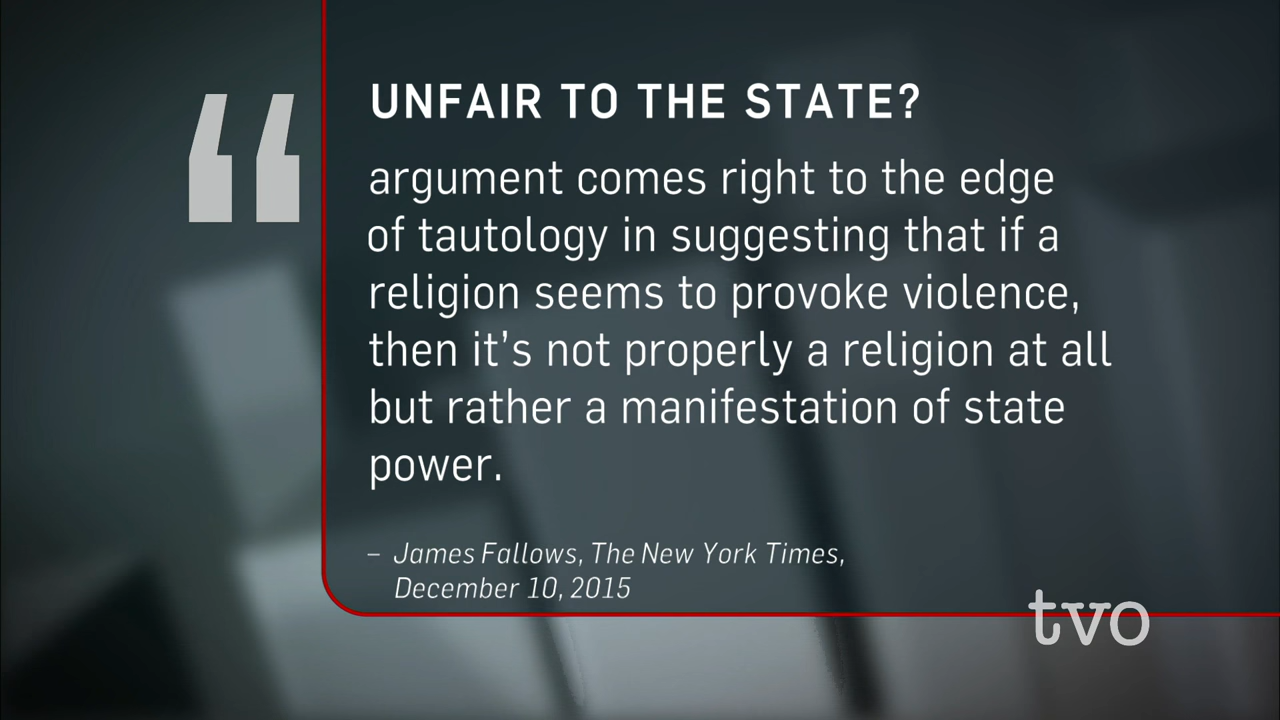 “
UNFAIR TO THE STATE?
argument comes right to the edge
of tautology in suggesting that if a
religion seems to provoke violence,
then it’s not properly a religion at all
but rather a manifestation of state
power.
– James Fallows, The New York Times,
December 10, 2015
tvo